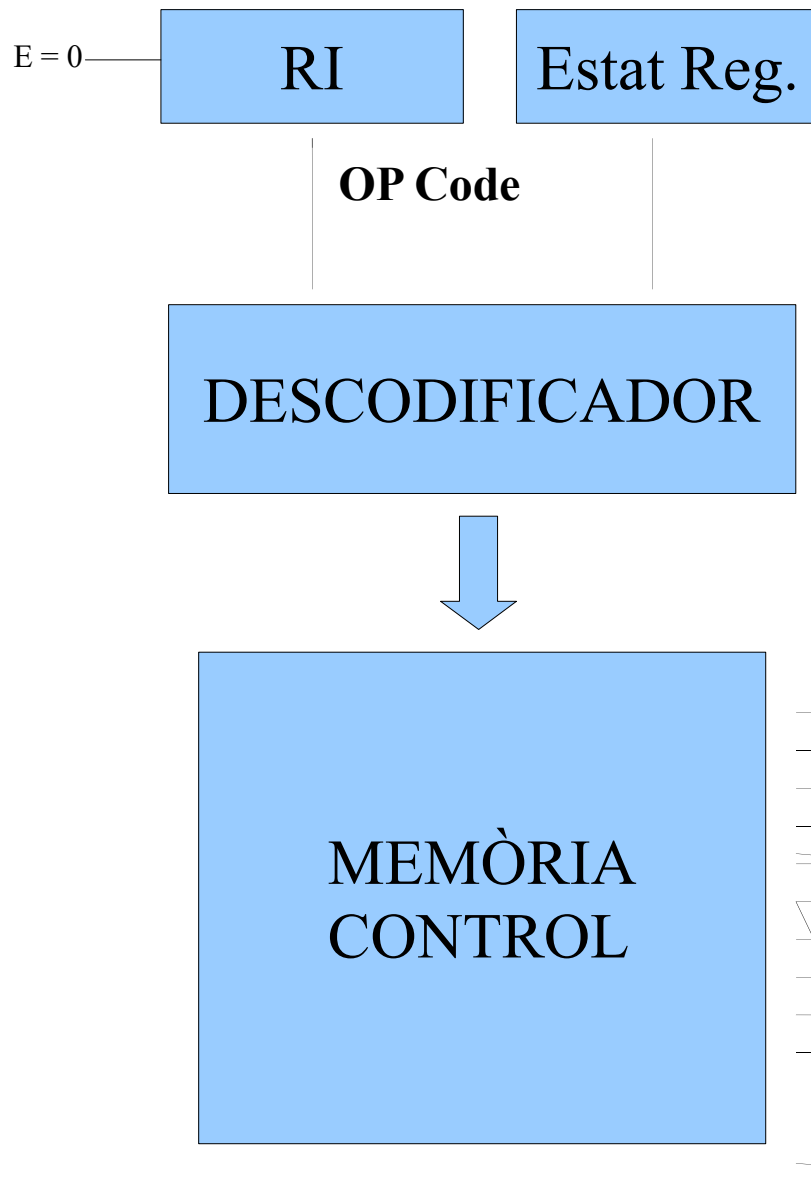 E = 0
RI
Estat Reg.
OP Code
DESCODIFICADOR
MEMÒRIA
CONTROL